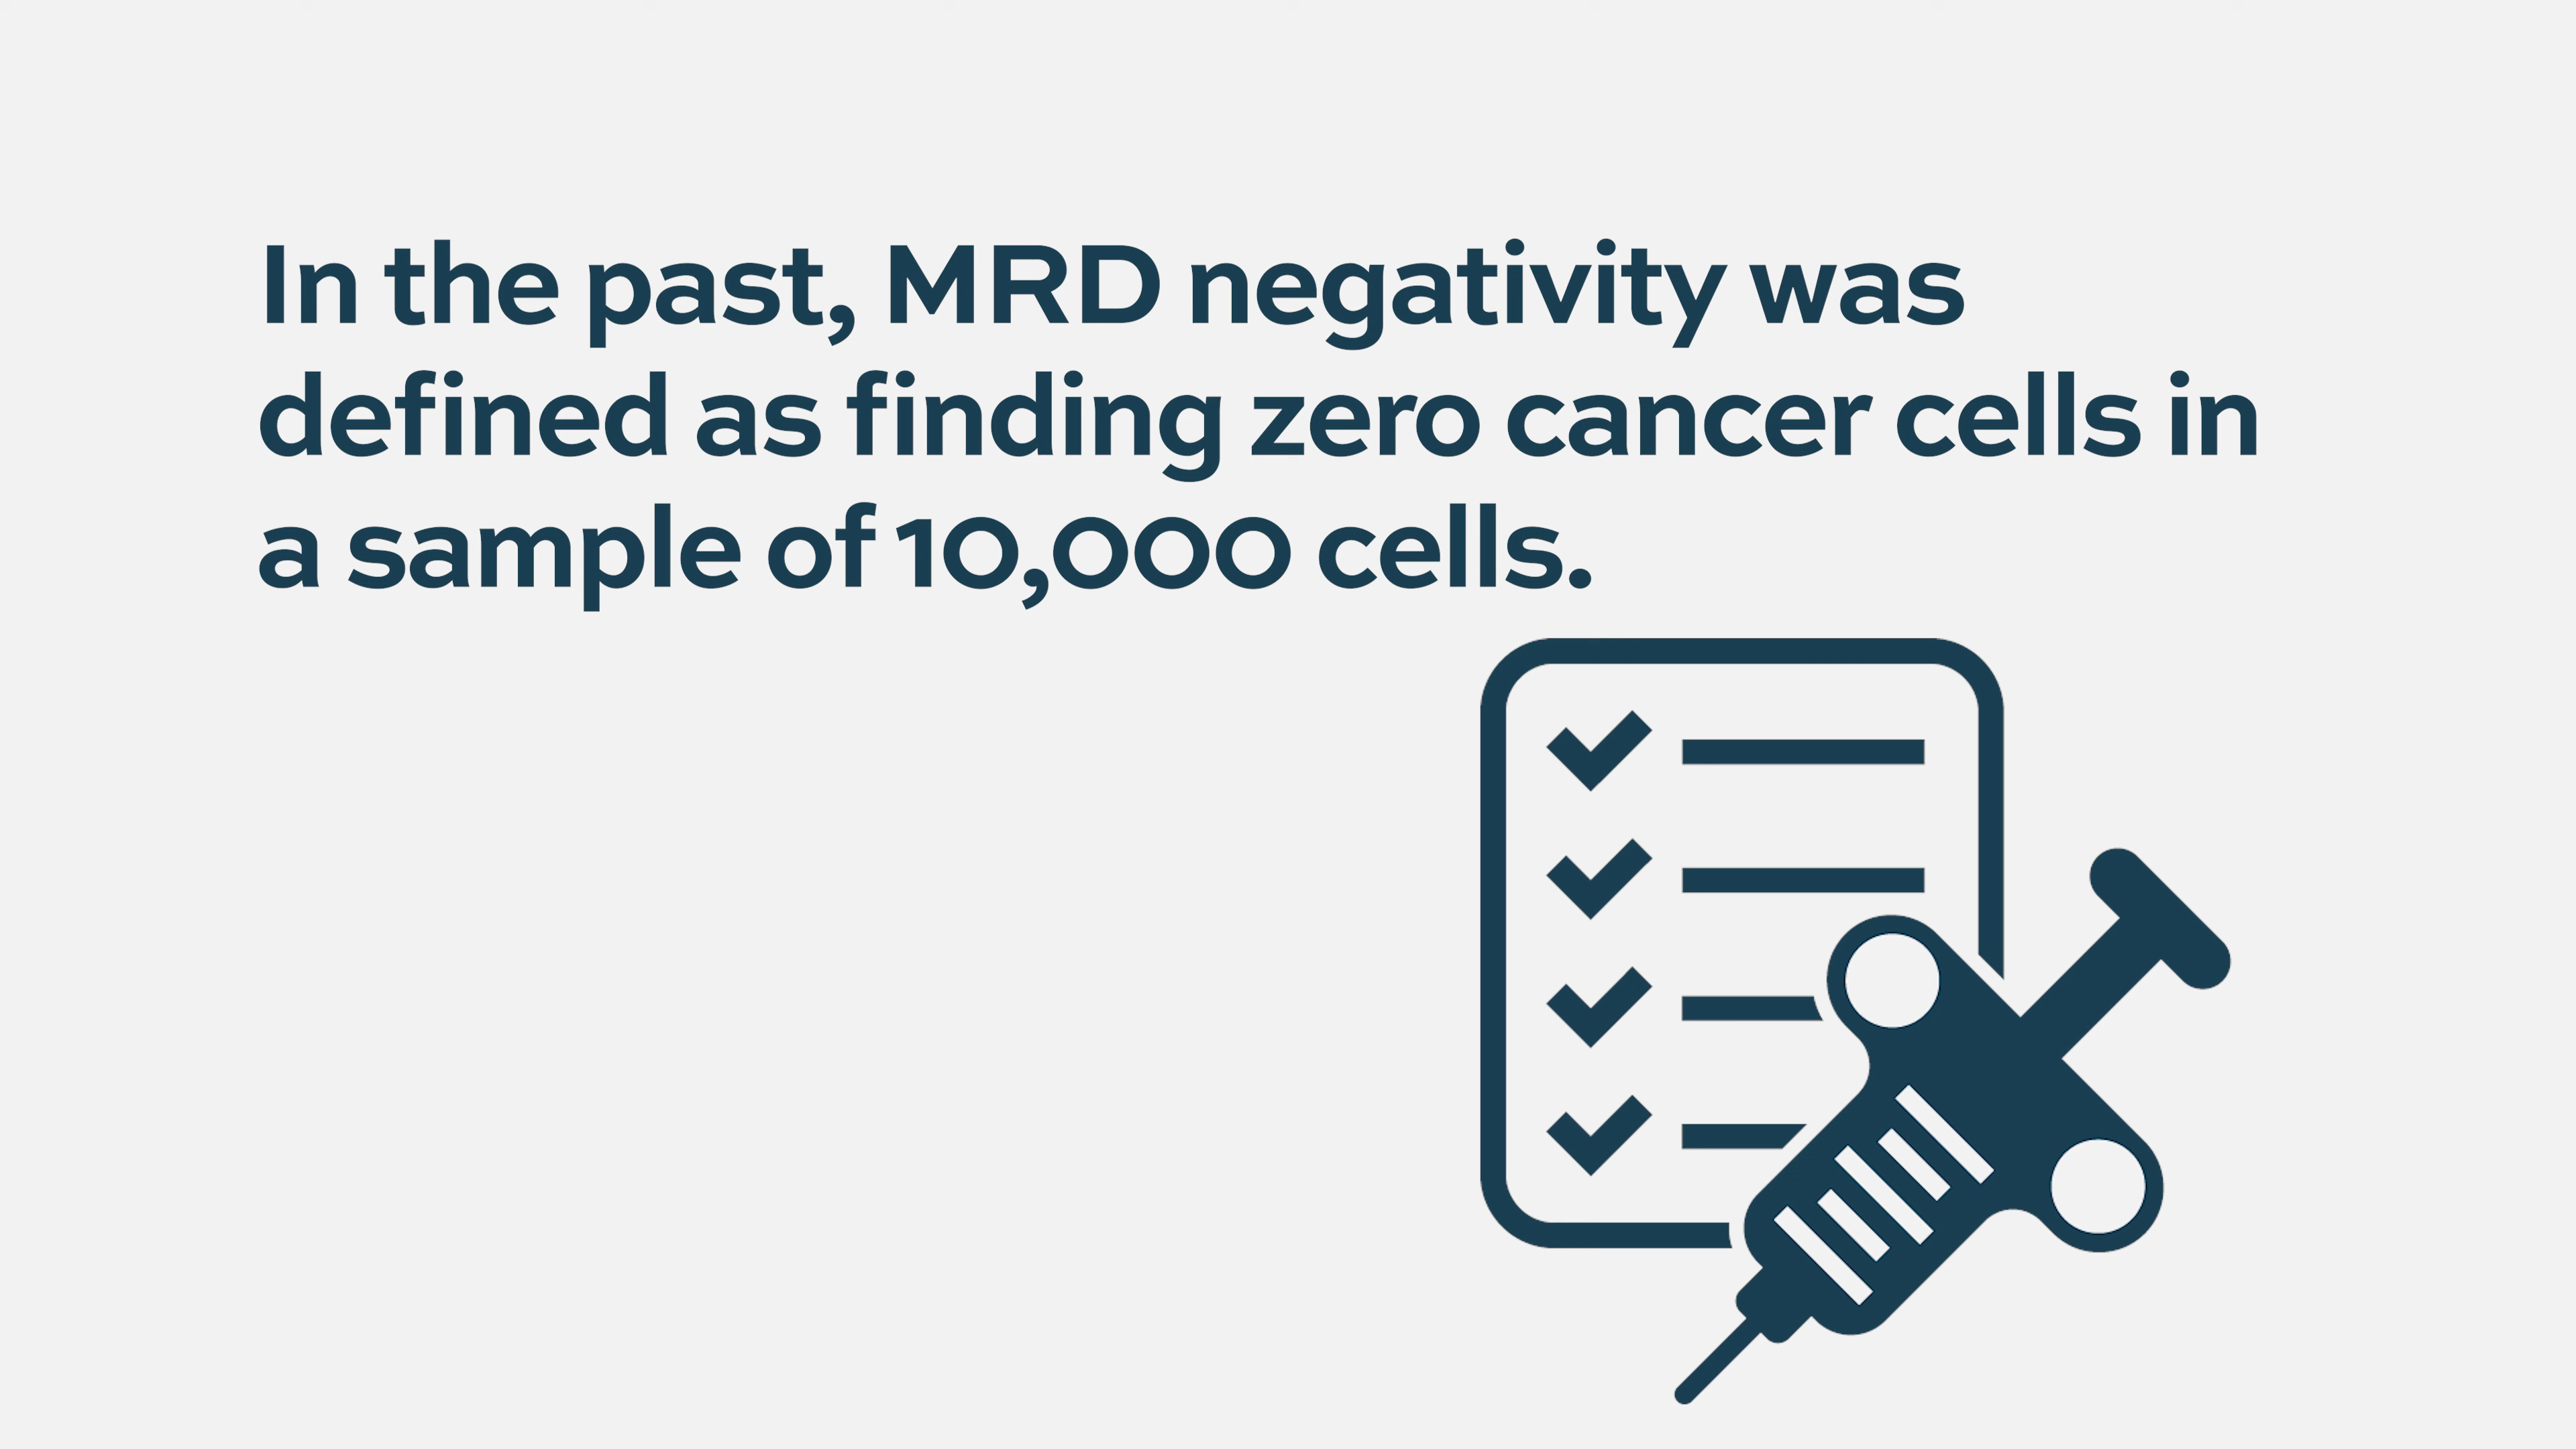 In the past, MRD negativity was
defined as finding zero cancer cells in
a sample of 10,000 cells.